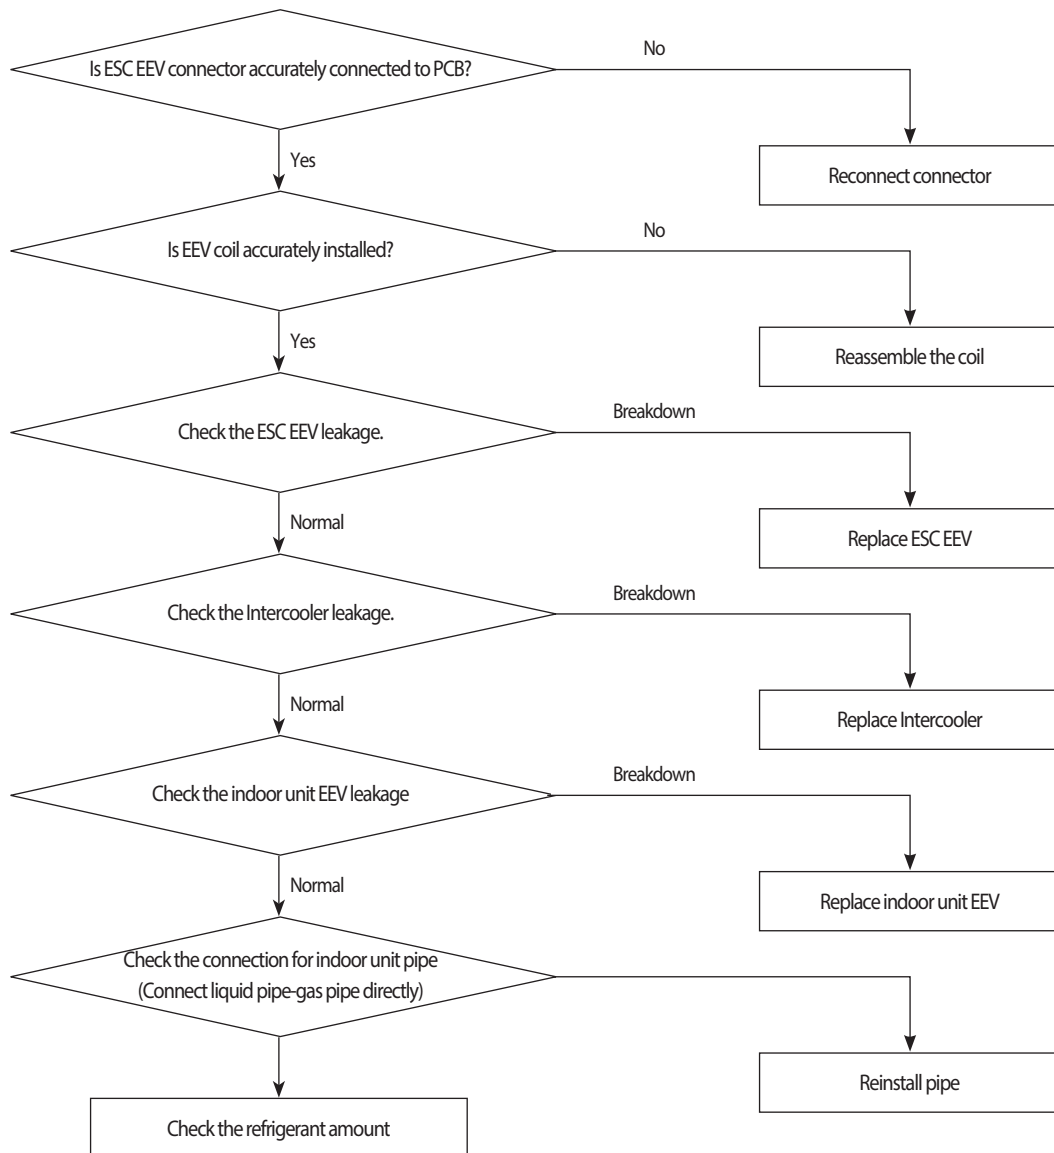 Is ESC EEV connector accurately connected to PCB?
No
Reconnect connector
Yes
Is EEV coil accurately installed?
No
Reassemble the coil
Yes
Check the ESC EEV leakage.
Breakdown
Replace ESC EEV
Normal
Check the Intercooler leakage.
Breakdown
Replace Intercooler
Normal
Check the indoor unit EEV leakage
Breakdown
Replace indoor unit EEV
Normal
Check the connection for indoor unit pipe
(Connect liquid pipe-gas pipe directly)
Reinstall pipe
Check the refrigerant amount